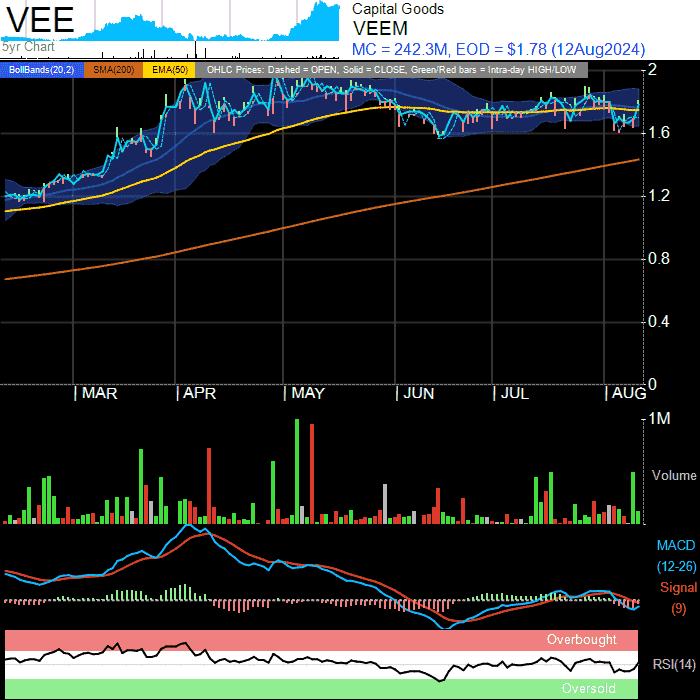 VEE
5yr Chart
Capital Goods
VEEM
MC = 242.3M, EOD = $1.78 (12Aug2024)
BollBands(20,2) SMA(200) EMA(50) OHLC Prices: Dashed = OPEN, Solid = CLOSE, Green/Red bars = Intra-day HIGH/LOW
2
1.6
1.2
0.8
0.4
0
MAR APR MAY JUN JUL AUG
1M
Volume
MACD
(12-26)
Signal
(9)
Overbought
RSI(14)
Oversold